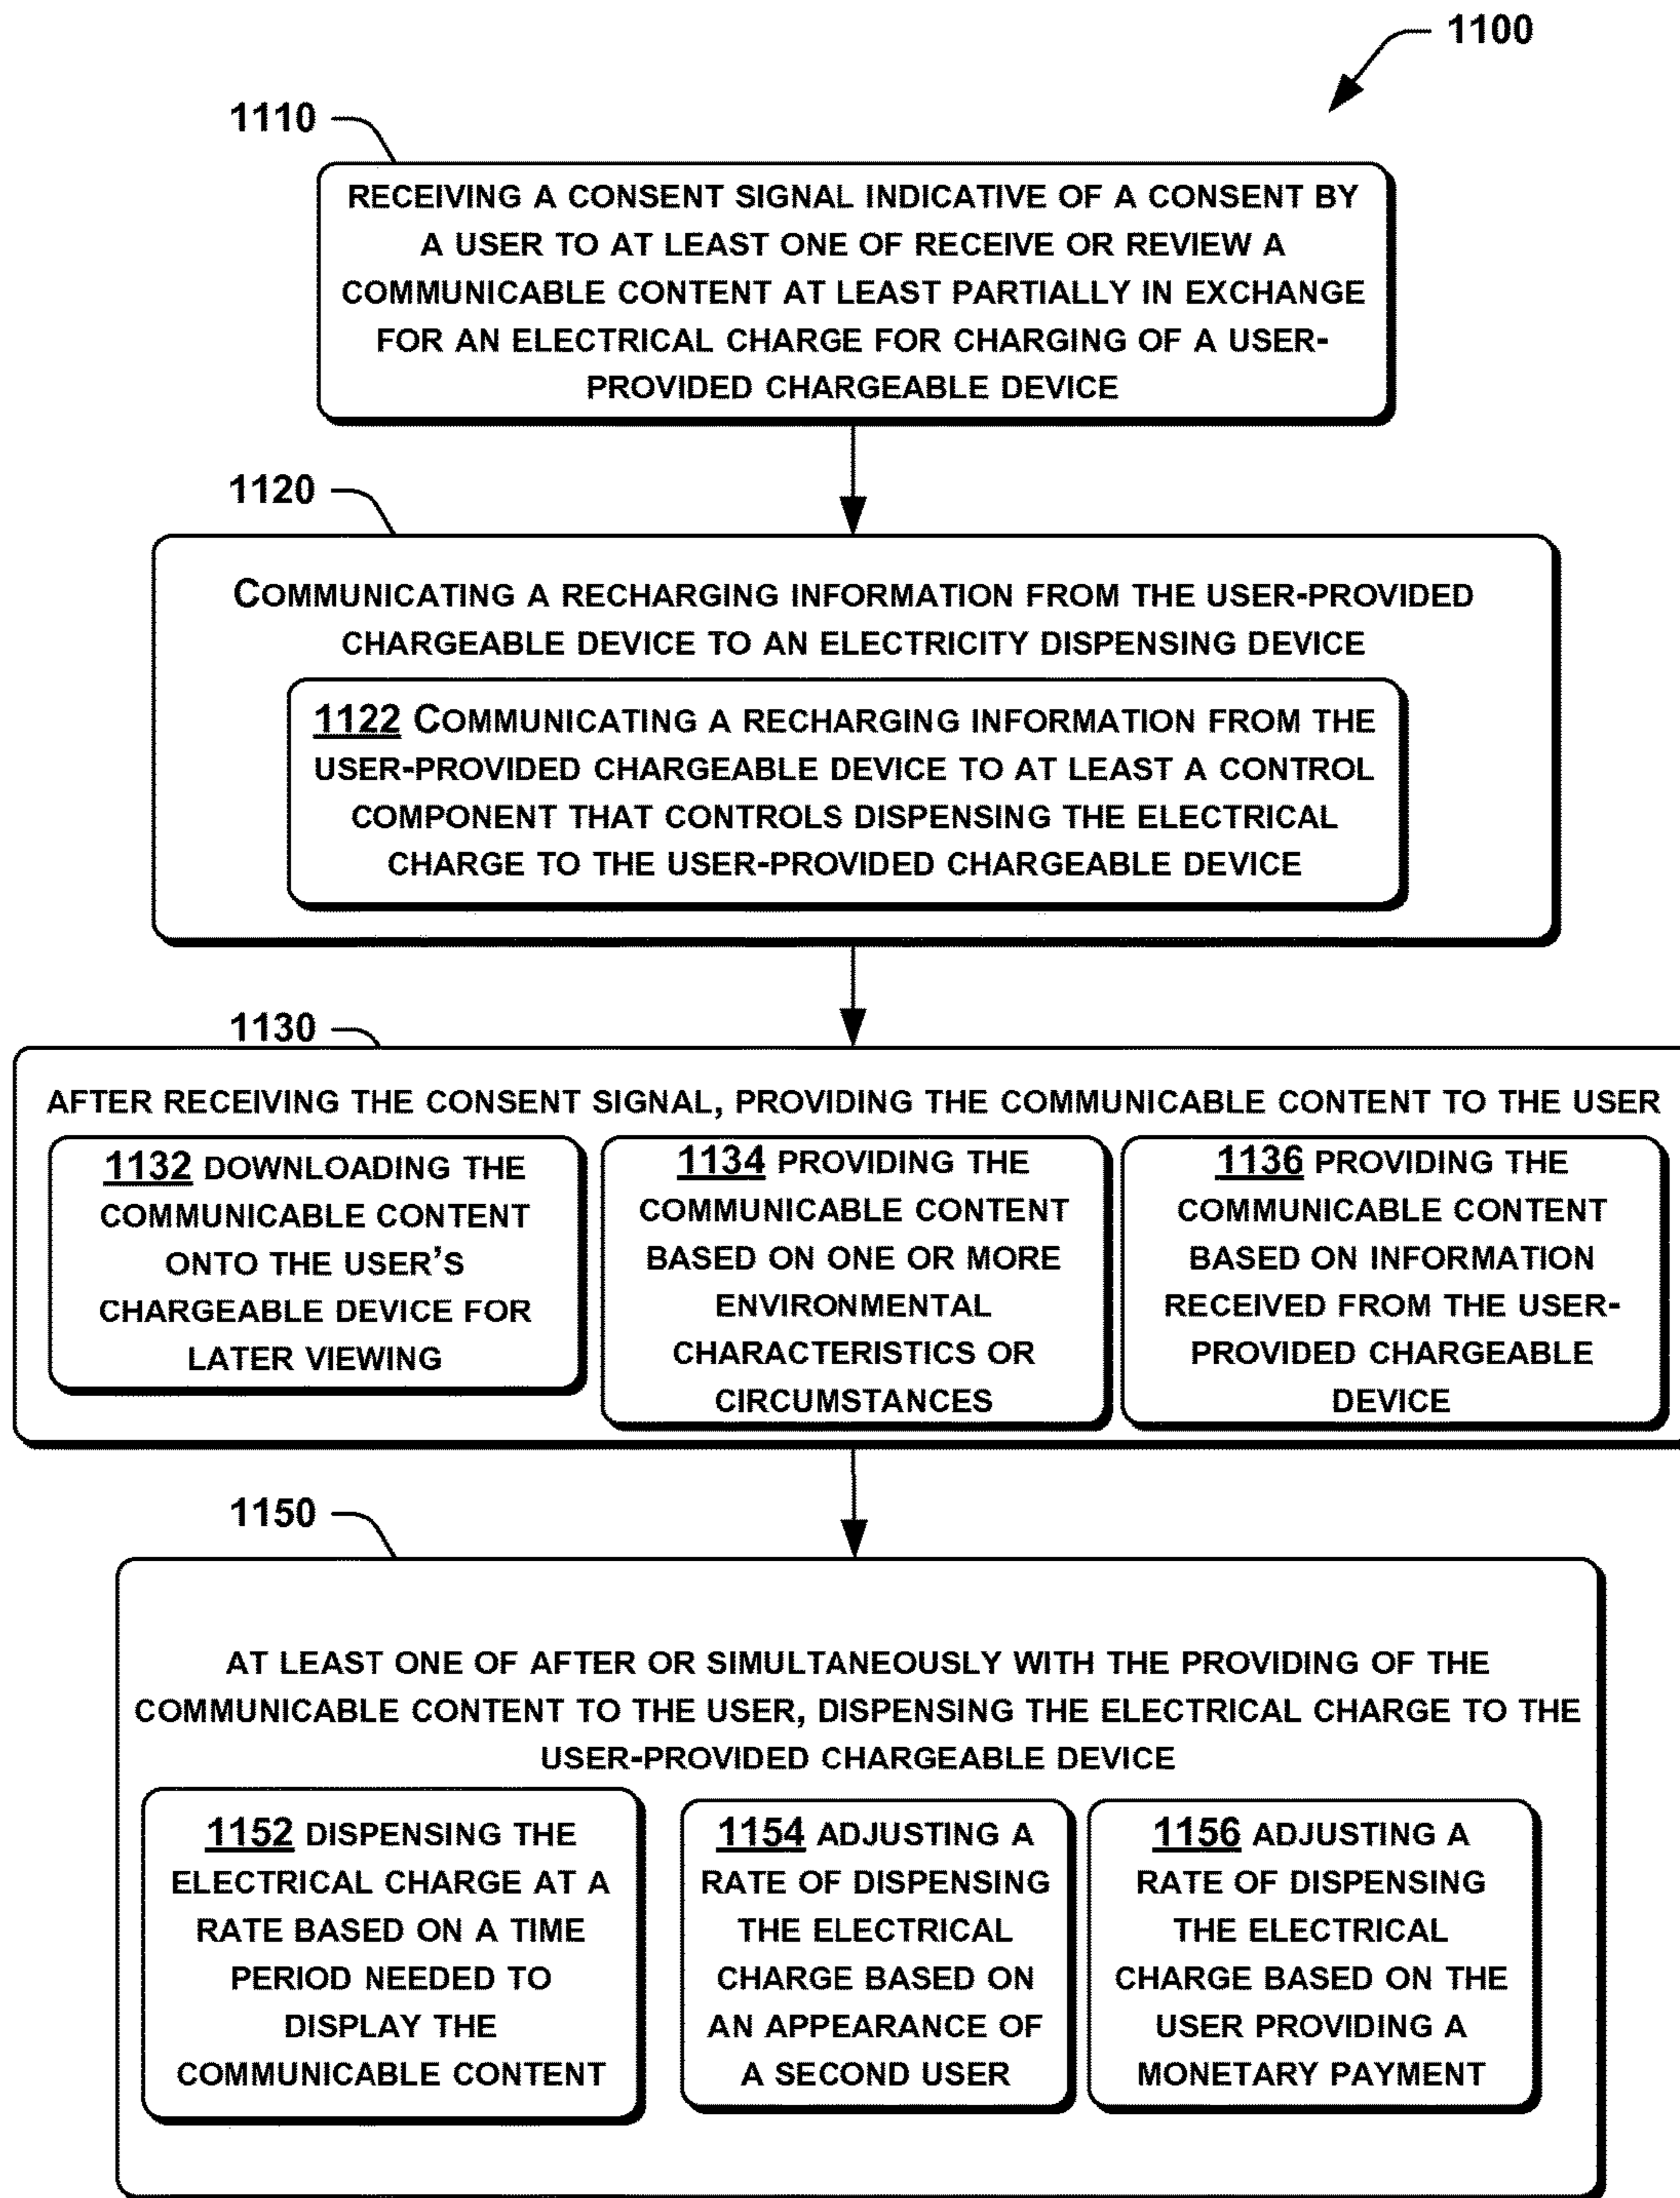 1100
1110
RECEIVING A CONSENT SIGNAL INDICATIVE OF A CONSENT BY
A USER TO AT LEAST ONE OF RECEIVE OR REVIEW A
COMMUNICABLE CONTENT AT LEAST PARTIALLY IN EXCHANGE
FOR AN ELECTRICAL CHARGE FOR CHARGING OF A USER-
PROVIDED CHARGEABLE DEVICE
1120
COMMUNICATING A RECHARGING INFORMATION FROM THE USER-PROVIDED
CHARGEABLE DEVICE TO AN ELECTRICITY DISPENSING DEVICE
1122 COMMUNICATING A RECHARGING INFORMATION FROM THE
USER-PROVIDED CHARGEABLE DEVICE TO AT LEAST A CONTROL
COMPONENT THAT CONTROLS DISPENSING THE ELECTRICAL
CHARGE TO THE USER-PROVIDED CHARGEABLE DEVICE
1130
AFTER RECEIVING THE CONSENT SIGNAL, PROVIDING THE COMMUNICABLE CONTENT TO THE USER
1132 DOWNLOADING THE
COMMUNICABLE CONTENT
ONTO THE USER'S
CHARGEABLE DEVICE FOR
LATER VIEWING
1134 PROVIDING THE
COMMUNICABLE CONTENT
BASED ON ONE OR MORE
ENVIRONMENTAL
CHARACTERISTICS OR
CIRCUMSTANCES
1136 PROVIDING THE
COMMUNICABLE CONTENT
BASED ON INFORMATION
RECEIVED FROM THE USER-
PROVIDED CHARGEABLE
DEVICE
1150
AT LEAST ONE OF AFTER OR SIMULTANEOUSLY WITH THE PROVIDING OF THE
COMMUNICABLE CONTENT TO THE USER, DISPENSING THE ELECTRICAL CHARGE TO THE
USER-PROVIDED CHARGEABLE DEVICE
1152 DISPENSING THE
ELECTRICAL CHARGE AT A
RATE BASED ON A TIME
PERIOD NEEDED TO
DISPLAY THE
COMMUNICABLE CONTENT
1154 ADJUSTING A
RATE OF DISPENSING
THE ELECTRICAL
CHARGE BASED ON
AN APPEARANCE OF
A SECOND USER
1156 ADJUSTING A
RATE OF DISPENSING
THE ELECTRICAL
CHARGE BASED ON THE
USER PROVIDING A
MONETARY PAYMENT